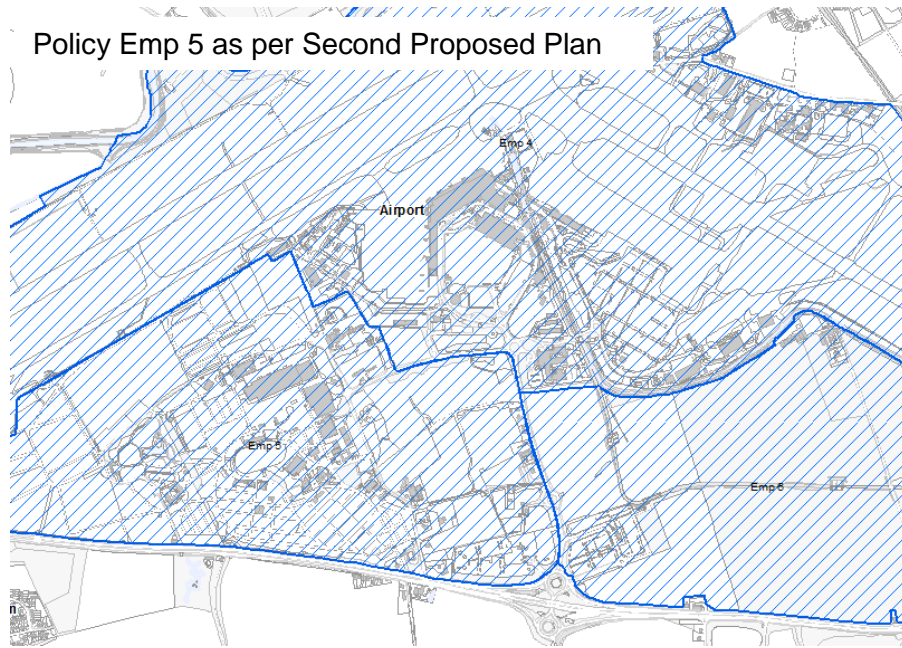 Policy Emp 5 as per Second Proposed Plan
Emp 4
Airport
Emp 5
Emp 6
n